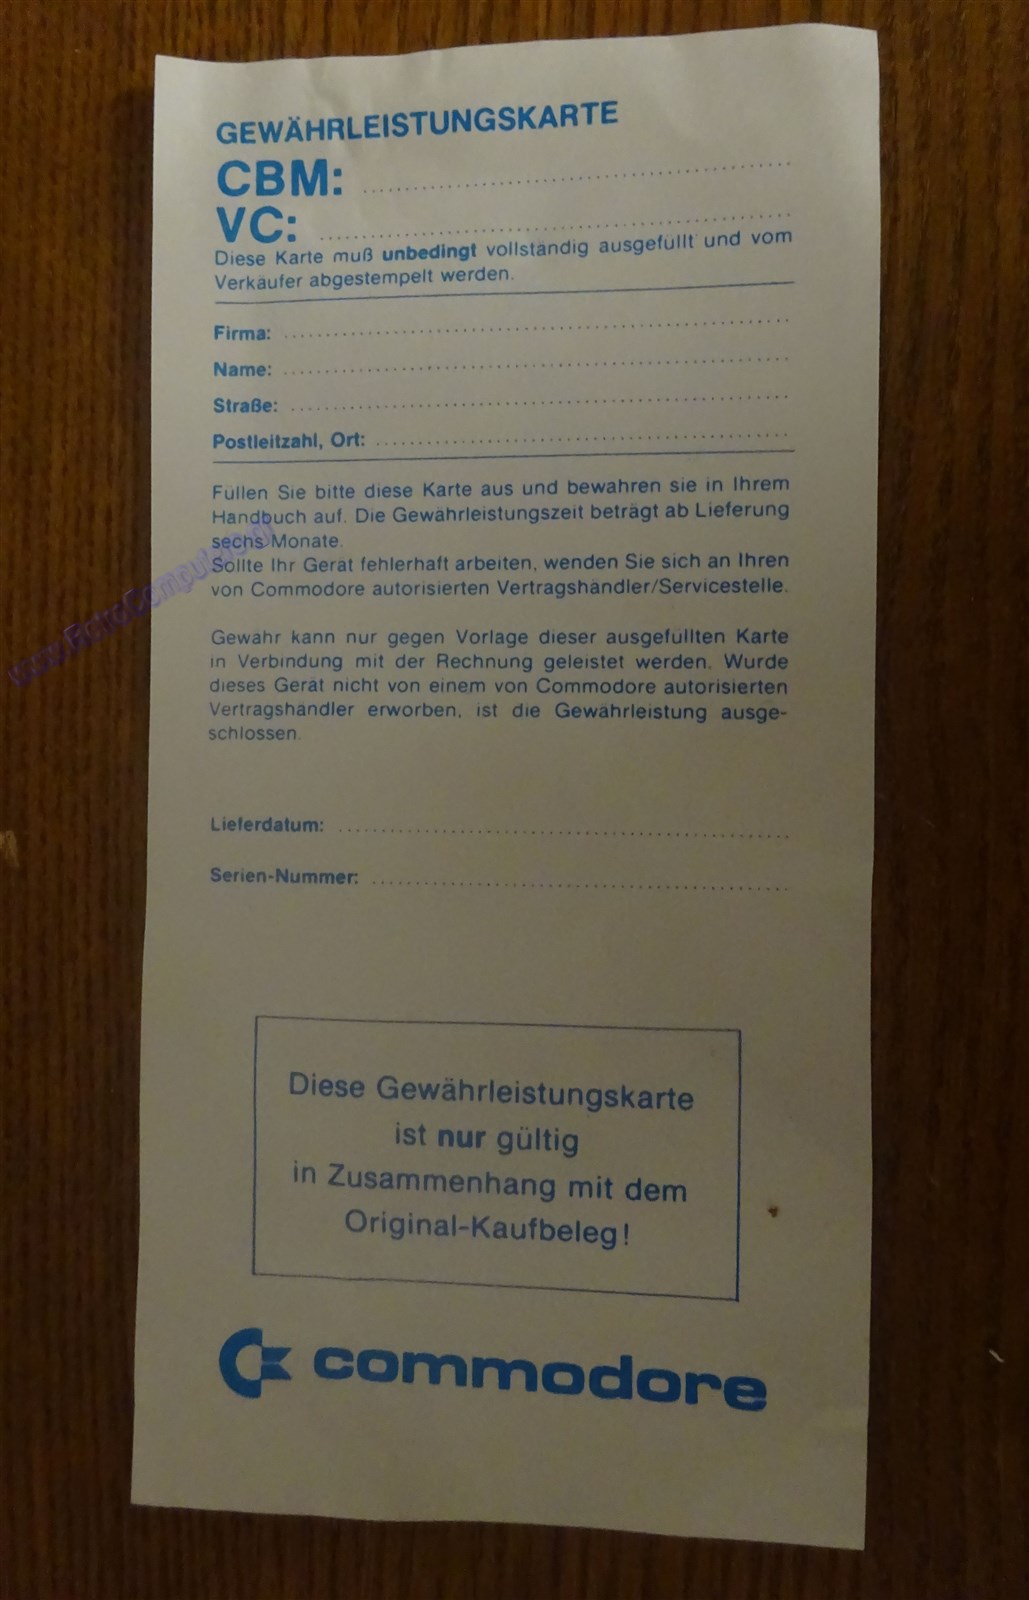 GEWÄHRLEISTUNGSKARTE
CBM:
VC:
Diese Karte muß unbedingt vollständig ausgefüllt und vom
Verkäufer abgestempelt werden.
Firma:
Name:
Straße:
Postleitzahl, Ort:
Füllen Sie bitte diese Karte aus und bewahren sie in Ihrem
Handbuch auf. Die Gewährleistungszeit beträgt ab Lieferung
sechs Monate.
Sollte Ihr Gerät fehlerhaft arbeiten, wenden Sie sich an Ihren
von Commodore autorisierten Vertragshändler/Servicestelle.
Gewähr kann nur gegen Vorlage dieser ausgefüllten Karte
in Verbindung mit der Rechnung geleistet werden. Wurde
dieses Gerät nicht von einem von Commodore autorisierten
Vertragshändler erworben, ist die Gewährleistung ausge-
schlossen.
Lieferdatum:
Serien-Nummer:
Diese Gewährleistungskarte
ist nur gültig
in Zusammenhang mit dem
Original-Kaufbeleg!
commodore
www.RetroComputers.gr